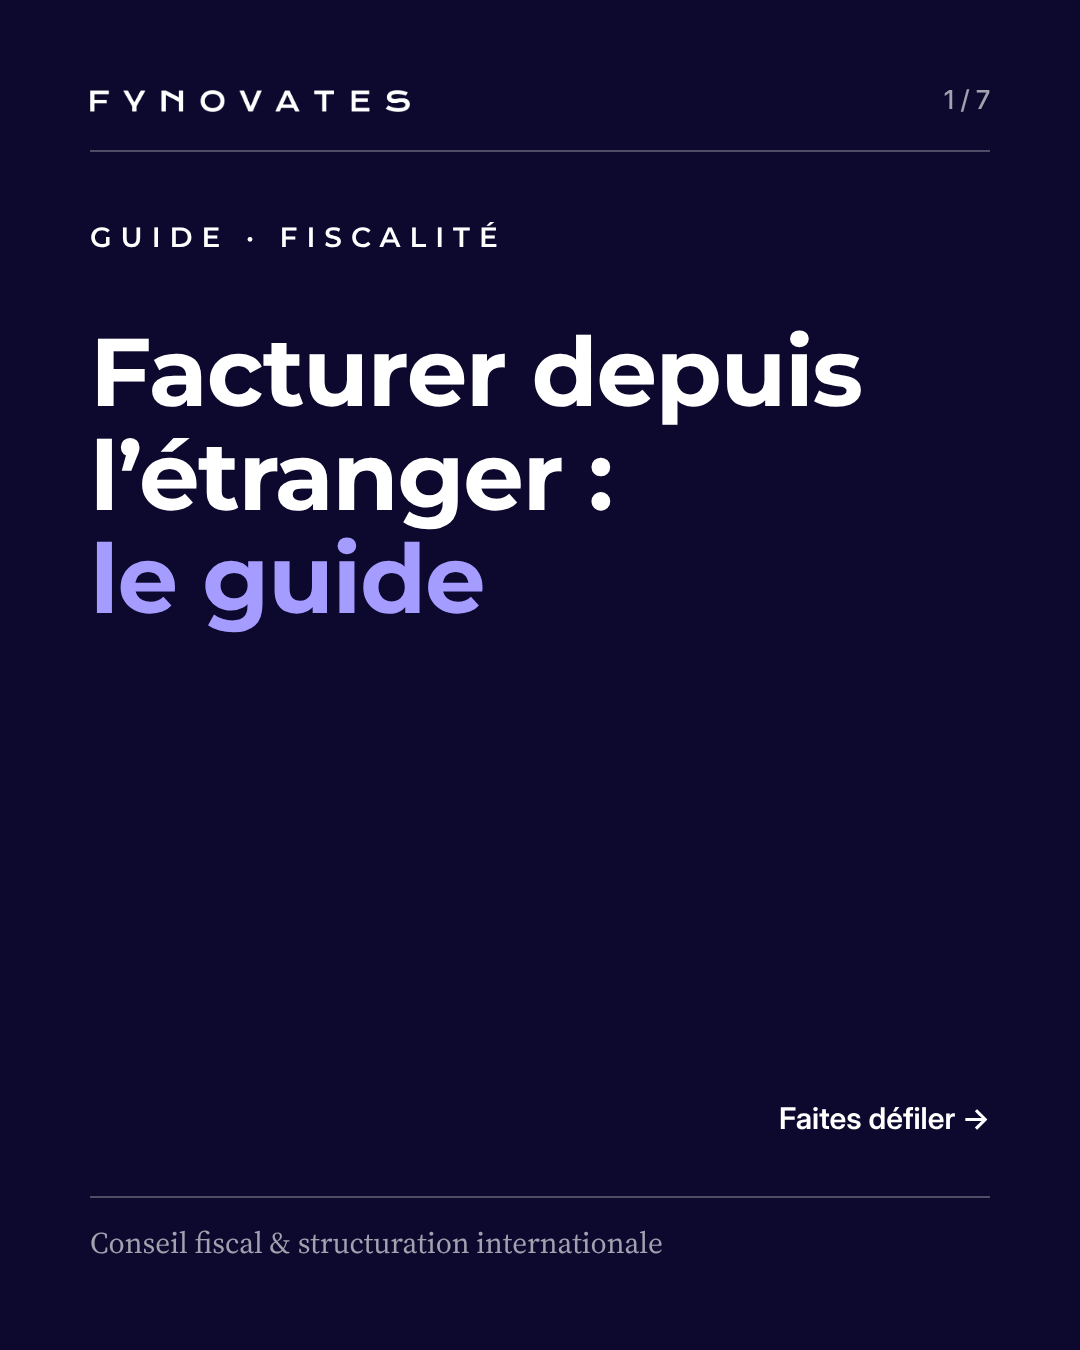 FYNOVATES
1/7
GUIDE · FISCALITÉ
Facturer depuis
l’étranger :
le guide
Faites défiler →
Conseil fiscal & structuration internationale